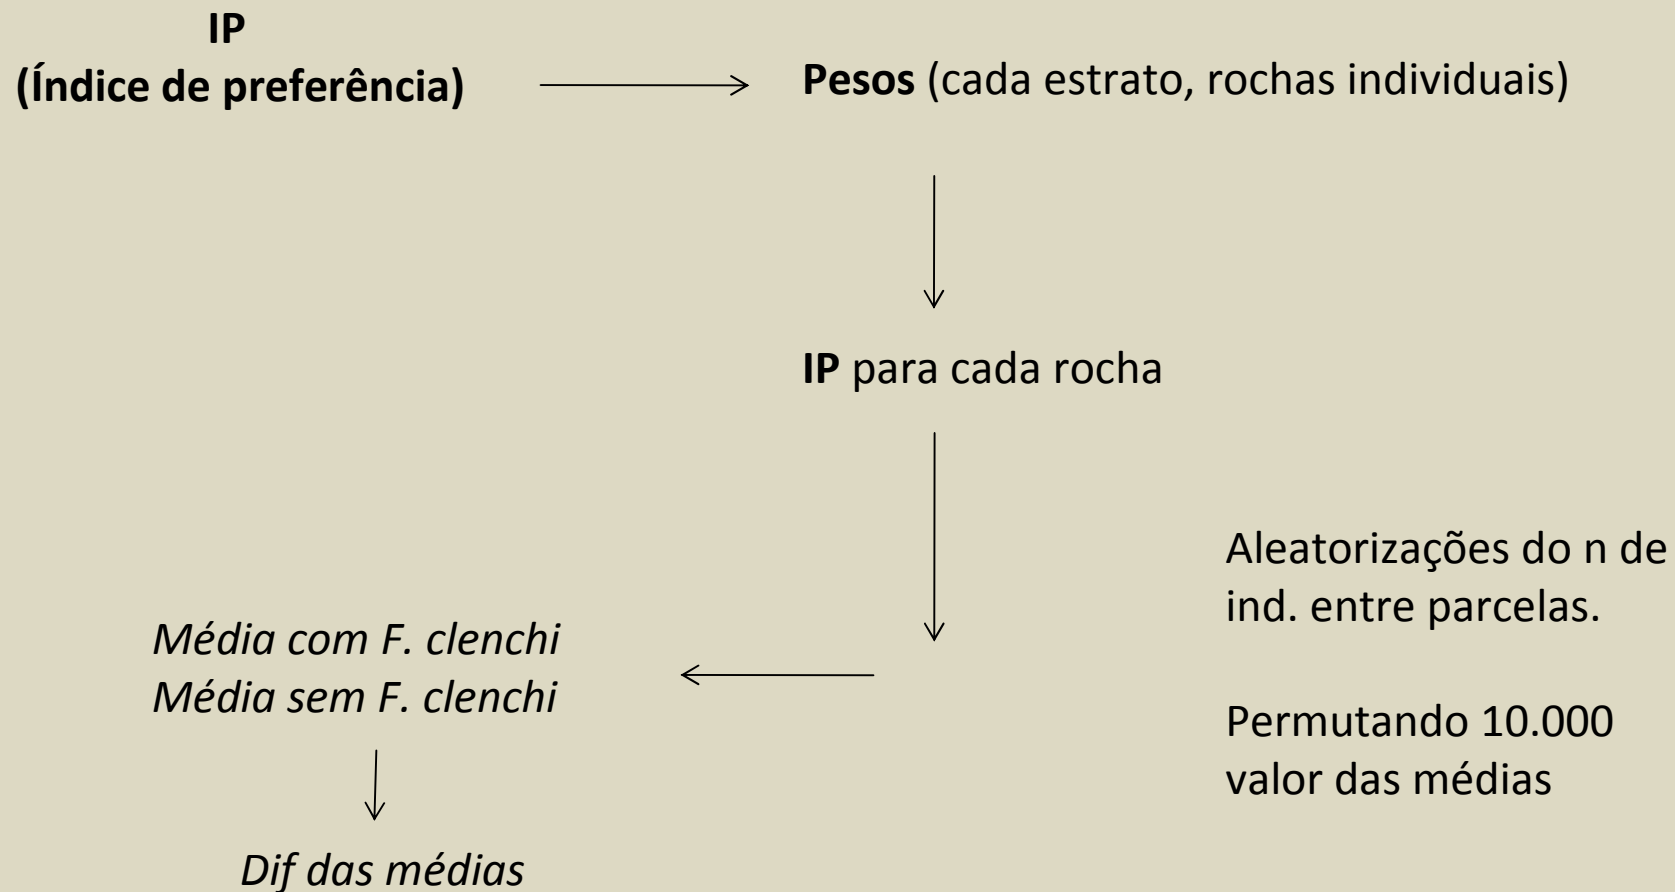 IP
(Índice de preferência)
Pesos (cada estrato, rochas individuais)
IP para cada rocha
Aleatorizações do n de
ind. entre parcelas.
Permutando 10.000
valor das médias
Média com F. clenchi
Média sem F. clenchi
Dif das médias